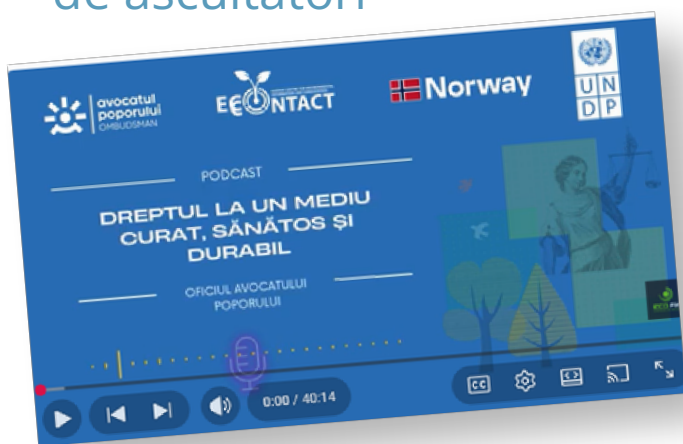 de ascultători
avocatul
poporului
OMBUDSMAN
ECONTACT
Norway
U N
D P
PODCAST
DREPTUL LA UN MEDIU
CURAT, SĂNĂTOS ȘI
DURABIL
OFICIUL AVOCATULUI
POPORULUI
0:00 / 40:14
CC